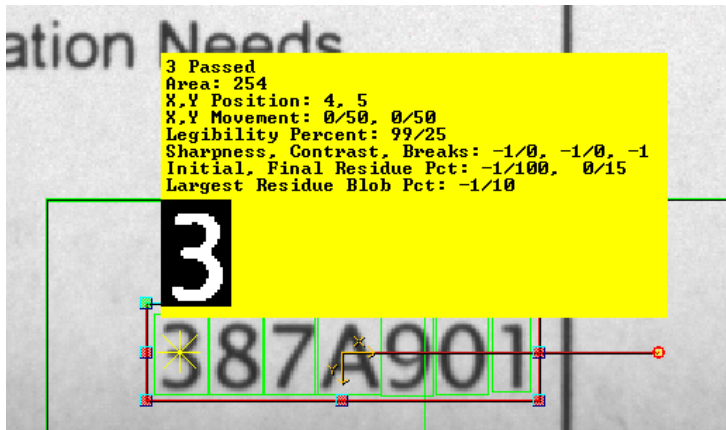 ation Needs
3 Passed
Area: 254
X,Y Position: 4, 5
X,Y Movement: 0/50, 0/50
Legibility Percent: 99/25
Sharpness, Contrast, Breaks: -1/0, -1/0, -1
Initial, Final Residue Pct: -1/100, 0/15
Largest Residue Blob Pct: -1/10
3
387A901
X
Y